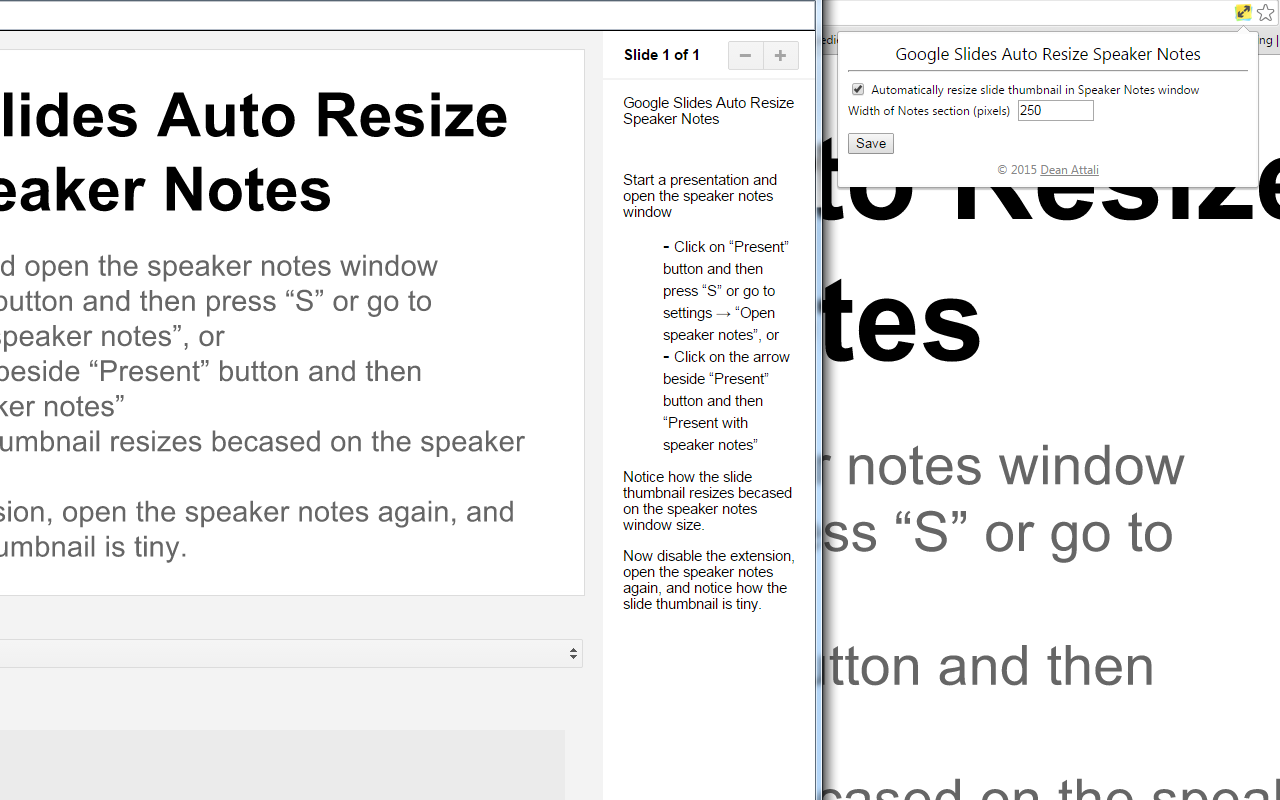 Slides Auto Resize
eaker Notes
d open the speaker notes window
button and then press “S” or go to
speaker notes”, or
beside “Present” button and then
ker notes”
umbnail resizes becased on the speaker
sion, open the speaker notes again, and
umbnail is tiny.
Slide 1 of 1
Google Slides Auto Resize
Speaker Notes
Start a presentation and
open the speaker notes
window
- Click on “Present”
button and then
press “S” or go to
settings → “Open
speaker notes”, or
- Click on the arrow
beside “Present”
button and then
“Present with
speaker notes”
Notice how the slide
thumbnail resizes becased
on the speaker notes
window size.
Now disable the extension,
open the speaker notes
again, and notice how the
slide thumbnail is tiny.
ng |
Google Slides Auto Resize Speaker Notes
Automatically resize slide thumbnail in Speaker Notes window
Width of Notes section (pixels) 250
Save
© 2015 Dean Attali
to Resize
tes
r notes window
ss “S” or go to
utton and then
cased on the speak